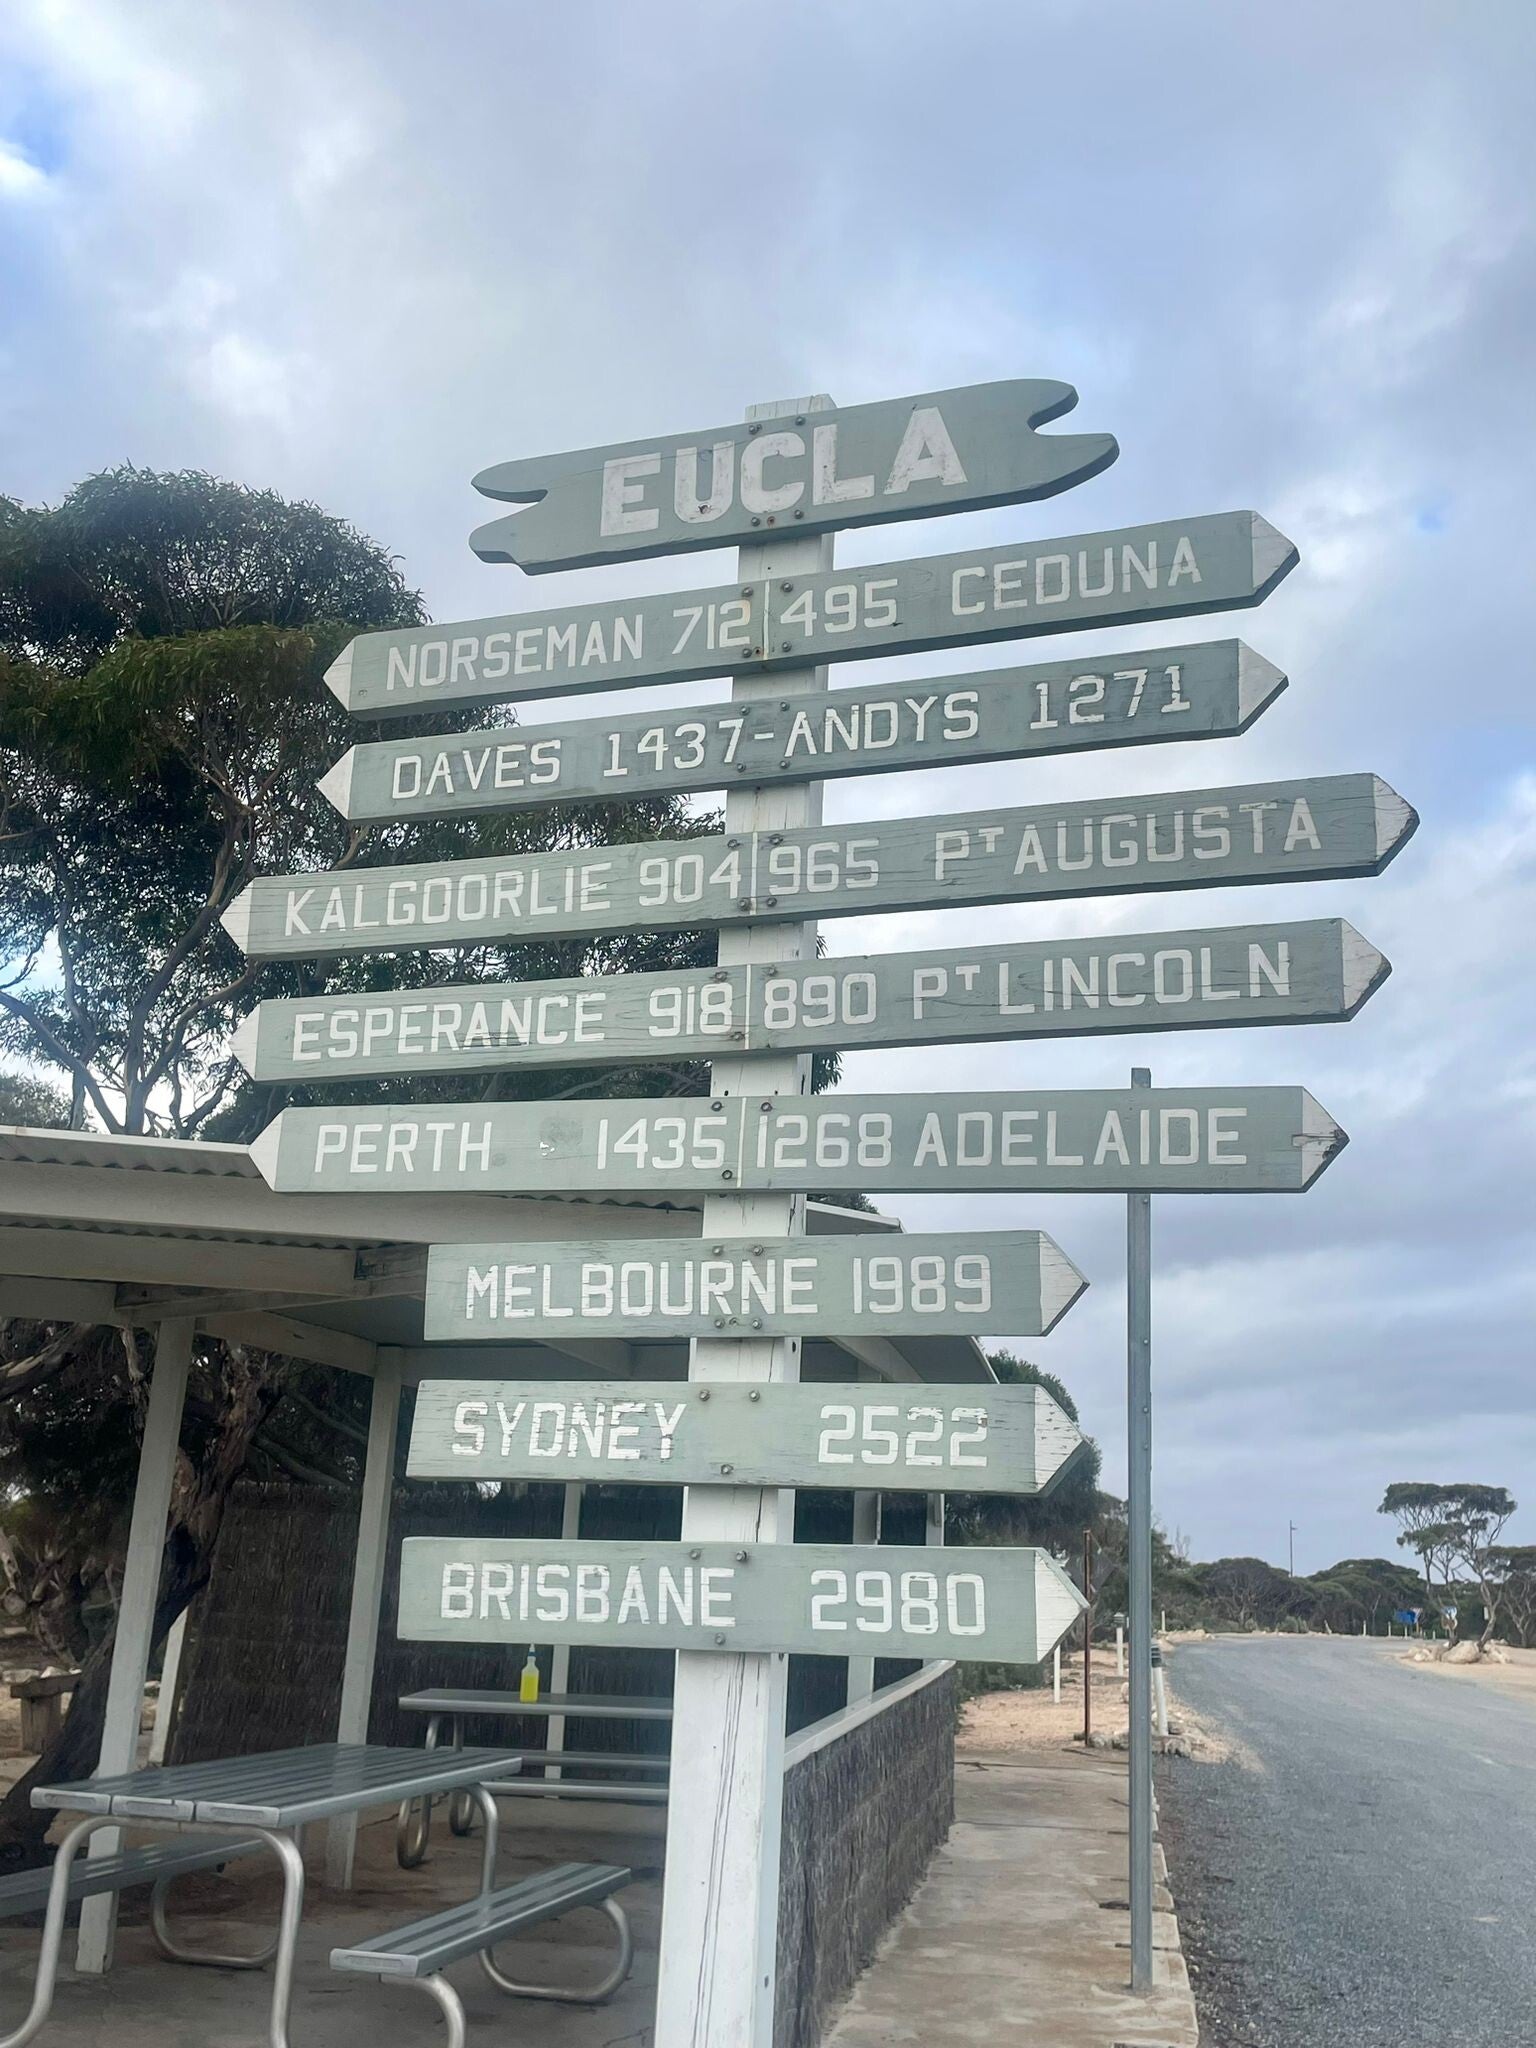 EUCLA
NORSEMAN 712 495 CEDUNA
DAVES 1437-ANDYS 1271
KALGOORLIE 904 965 PT AUGUSTA
ESPERANCE 918 890 PT LINCOLN
PERTH 1435 1268 ADELAIDE
MELBOURNE 1989
SYDNEY 2522
BRISBANE 2980